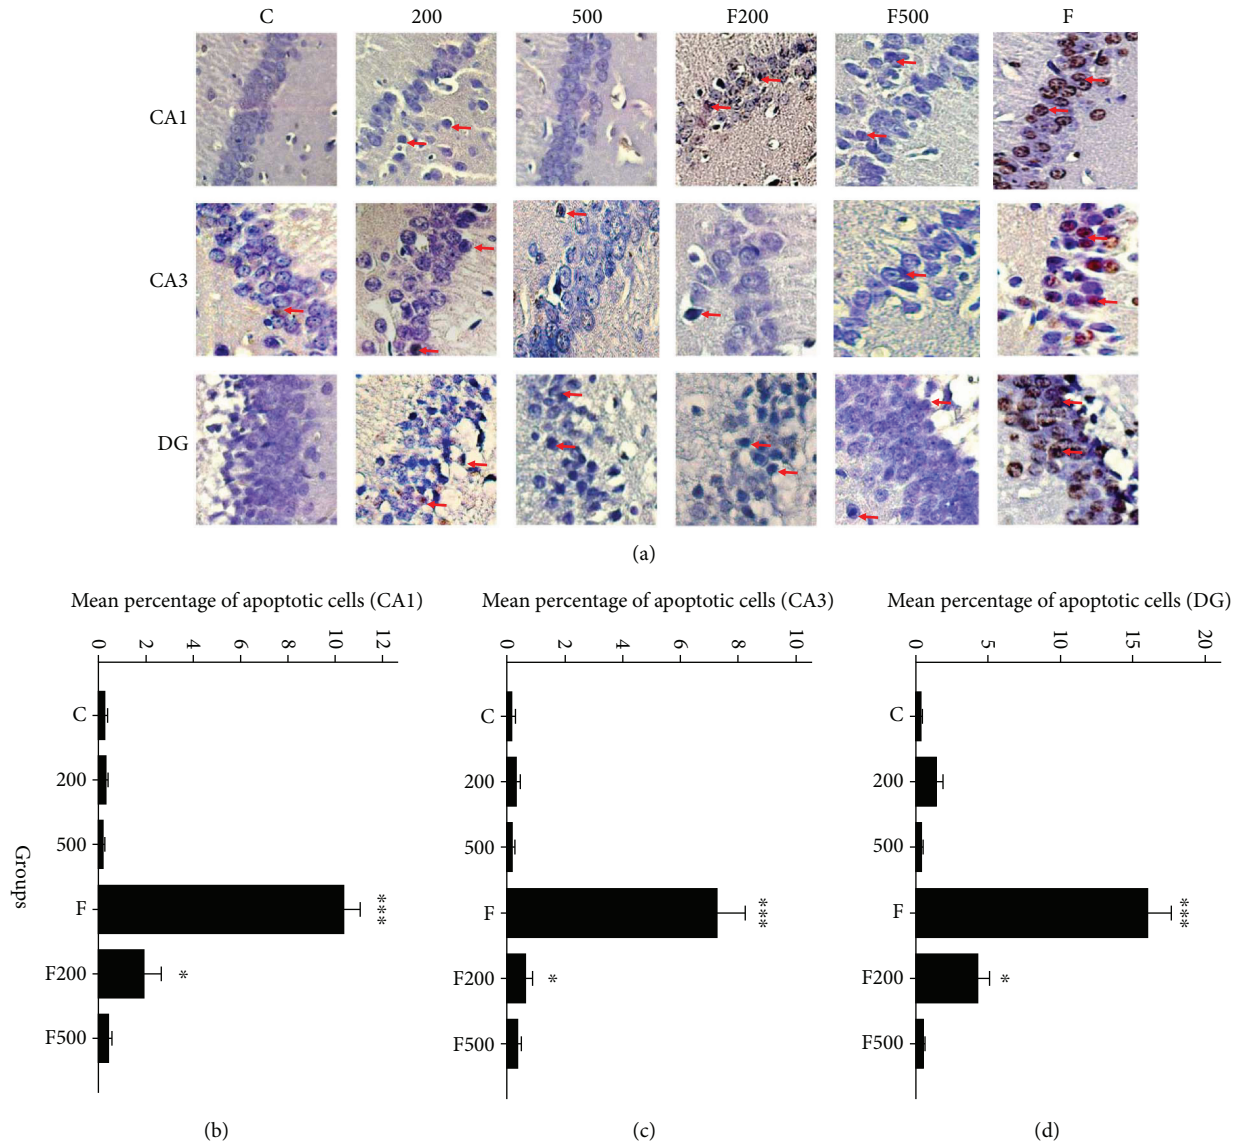 C 200 500 F200 F500 F
CA1
CA3
DG
(a)
Mean percentage of apoptotic cells (CA1)
0 2 4 6 8 10 12
C
200
500
F
F200
F500
Groups
***
*
(b)
Mean percentage of apoptotic cells (CA3)
0 2 4 6 8 10
C
200
500
F
F200
F500
***
*
(c)
Mean percentage of apoptotic cells (DG)
0 5 10 15 20
C
200
500
F
F200
F500
***
*
(d)